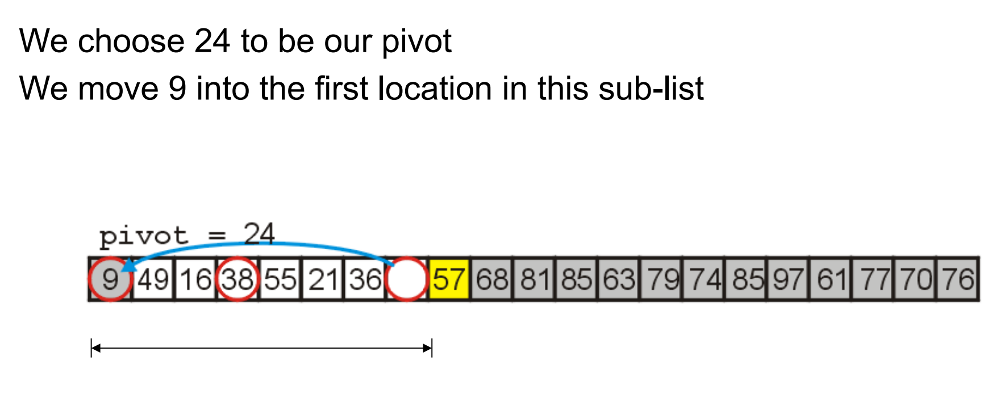 We choose 24 to be our pivot
We move 9 into the first location in this sub-list
pivot = 24
9 49 16 38 55 21 36 57 68 81 85 63 79 74 85 97 61 77 70 76